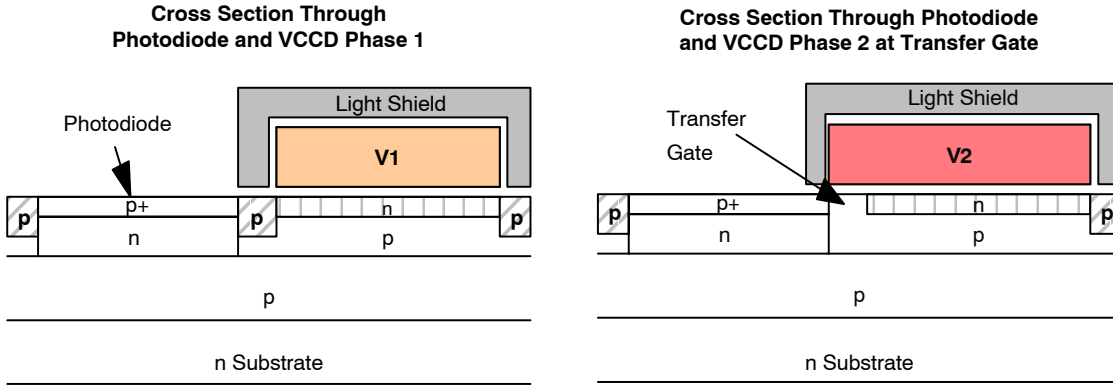 Cross Section Through
Photodiode and VCCD Phase 1
Light Shield
Photodiode
V1
p
p+
p
n
p
n
p
p
n Substrate
Cross Section Through Photodiode
and VCCD Phase 2 at Transfer Gate
Light Shield
Transfer
Gate
V2
p
p+
n
p
n
p
p
n Substrate